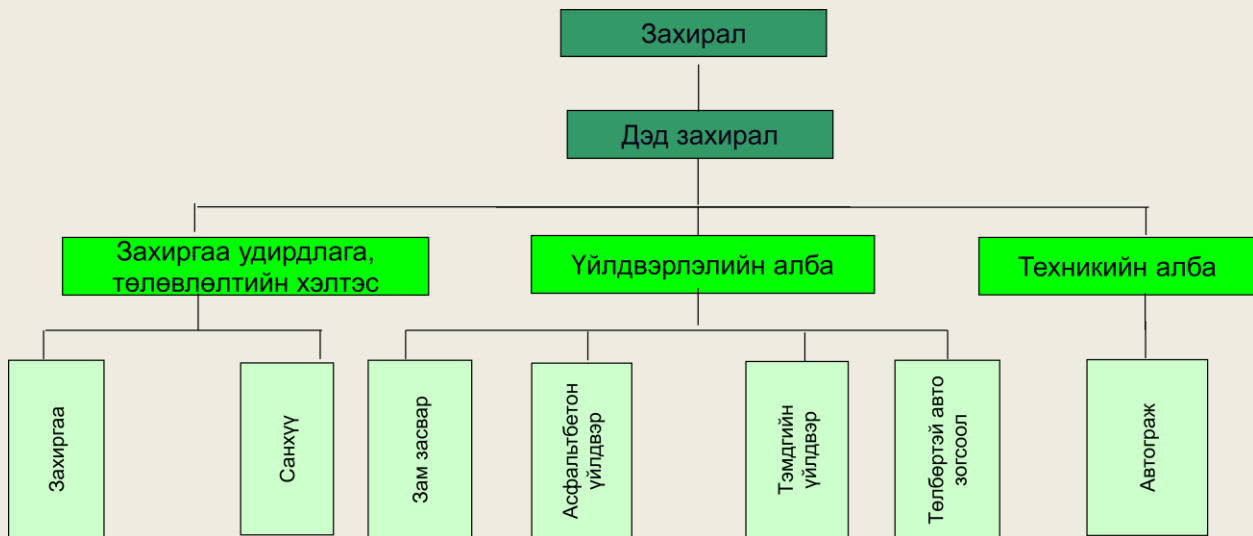 Захирал
Дэд захирал
Захиргаа удирдлага,
төлөвлөлтийн хэлтэс
Үйлдвэрлэлийн алба
Техникийн алба
Захиргаа
Санхүү
Зам засвар
Асфальтбетон
үйлдвэр
Тэмдгийн
үйлдвэр
Төлбөртэй авто
зогсоол
Автограж